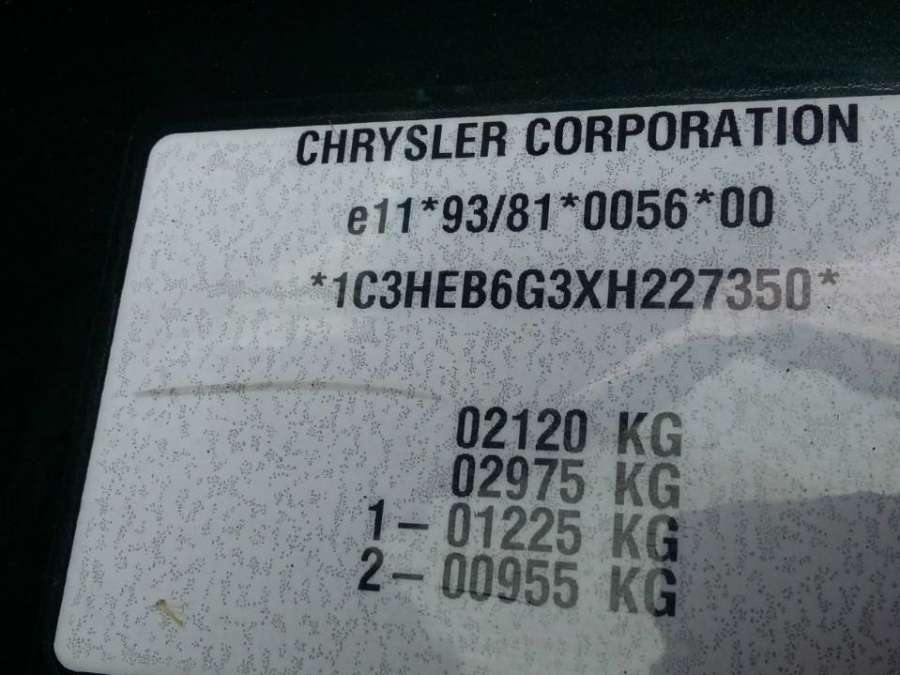 CHRYSLER CORPORATION
e11*93/81*0056*00
*1C3HEB6G3XH227350*
02120 KG
02975 KG
1-01225 KG
2-00955 KG